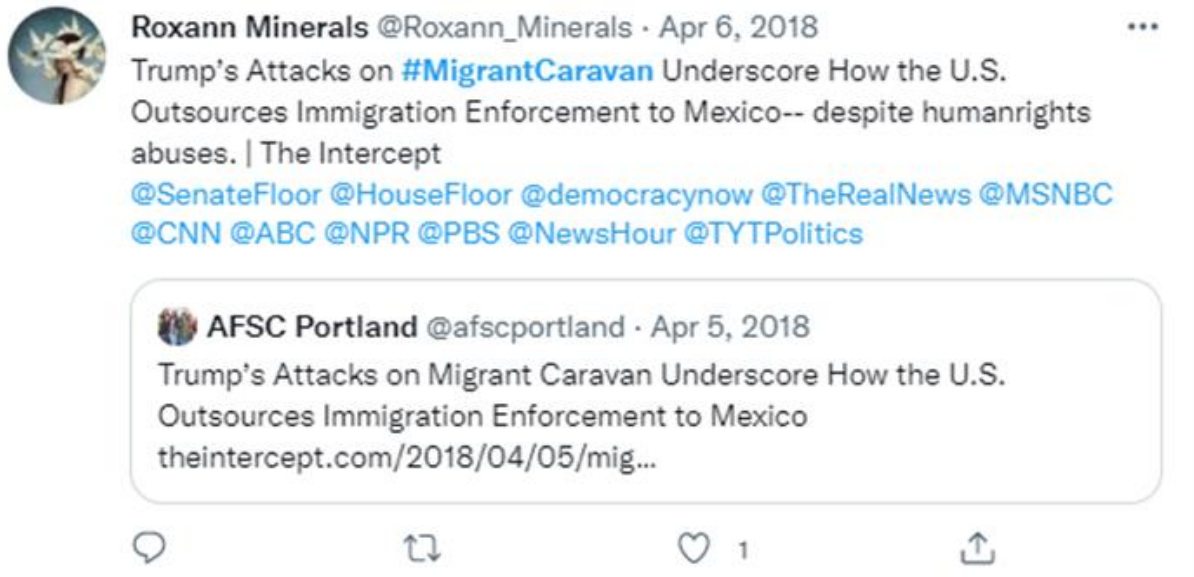 Roxann Minerals @Roxann_Minerals · Apr 6, 2018
Trump's Attacks on #MigrantCaravan Underscore How the U.S.
Outsources Immigration Enforcement to Mexico-- despite humanrights
abuses. | The Intercept
@SenateFloor @HouseFloor @democracynow @TheRealNews @MSNBC
@CNN @ABC @NPR @PBS @NewsHour @TYTPolitics
AFSC Portland @afscportland · Apr 5, 2018
Trump's Attacks on Migrant Caravan Underscore How the U.S.
Outsources Immigration Enforcement to Mexico
theintercept.com/2018/04/05/mig...
1